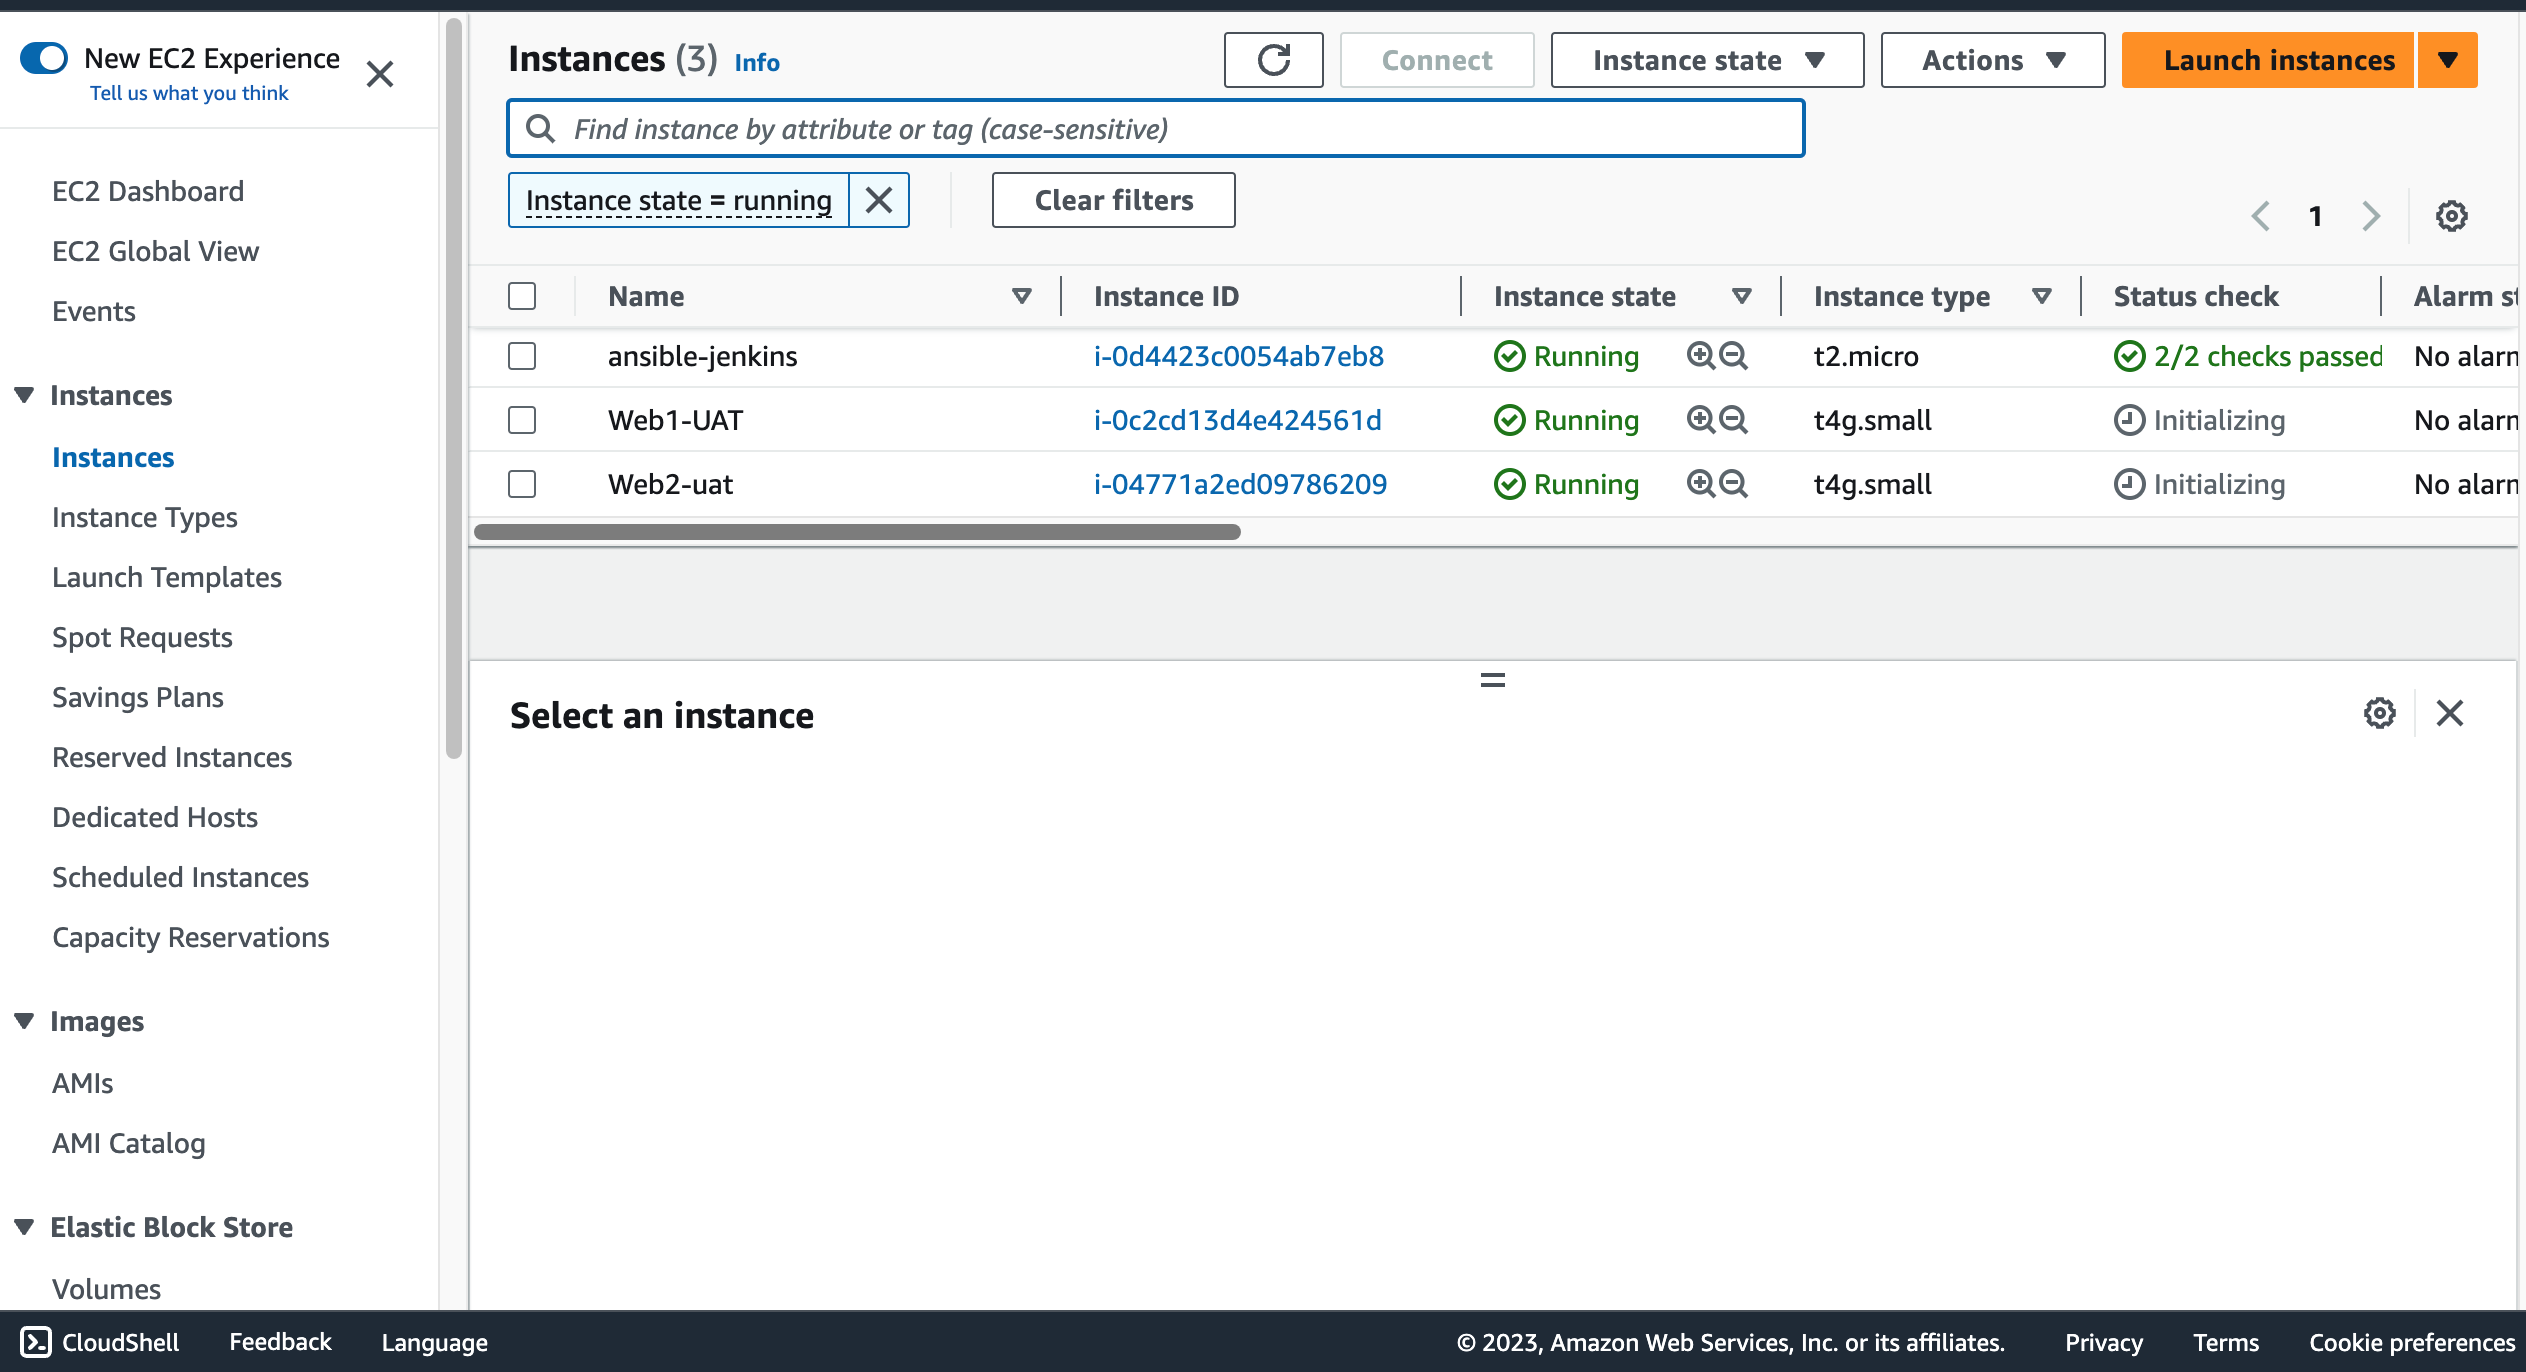 New EC2 Experience
Tell us what you think
EC2 Dashboard
EC2 Global View
Events
Instances
Instances
Instance Types
Launch Templates
Spot Requests
Savings Plans
Reserved Instances
Dedicated Hosts
Scheduled Instances
Capacity Reservations
Images
AMIs
AMI Catalog
Elastic Block Store
Volumes
Instances (3) Info
Connect
Instance state
Actions
Launch instances
Find instance by attribute or tag (case-sensitive)
Instance state = running
Clear filters
1
Name Instance ID Instance state Instance type Status check Alarm st
ansible-jenkins i-0d4423c0054ab7eb8 Running t2.micro 2/2 checks passed No alarn
Web1-UAT i-0c2cd13d4e424561d Running t4g.small Initializing No alarn
Web2-uat i-04771a2ed09786209 Running t4g.small Initializing No alarn
Select an instance
CloudShell Feedback Language © 2023, Amazon Web Services, Inc. or its affiliates. Privacy Terms Cookie preferences